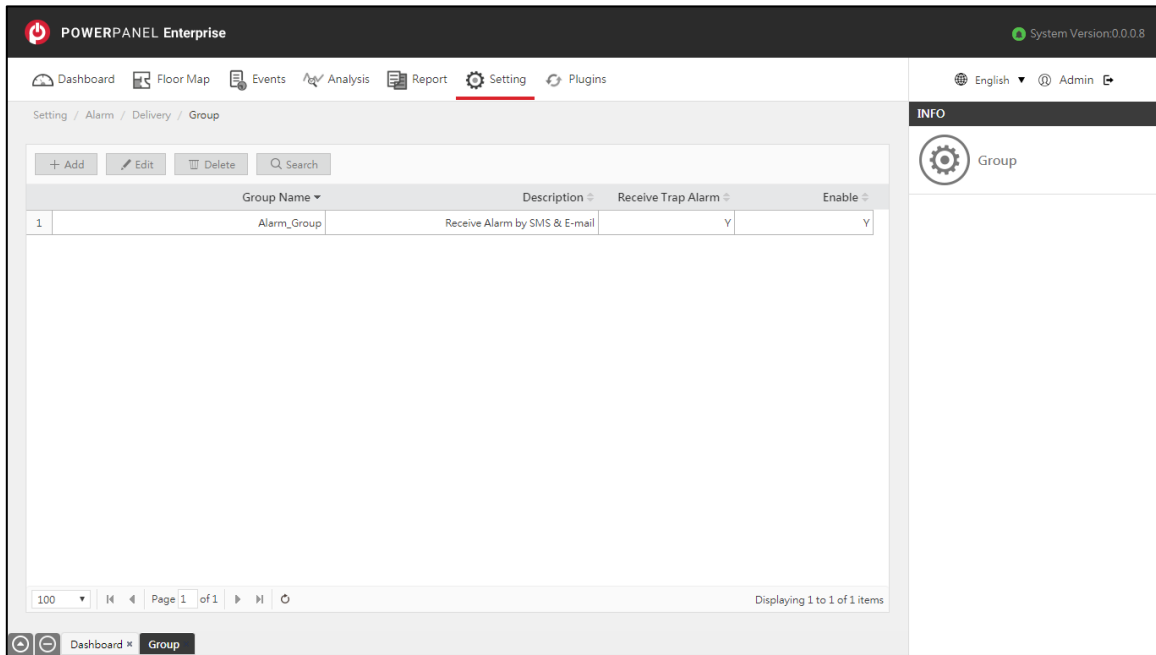 POWERPANEL Enterprise
System Version:0.0.0.8
Dashboard Floor Map Events Analysis Report Setting Plugins
English ▼ Admin
Setting / Alarm / Delivery / Group
INFO
Group
+ Add Edit Delete Search
Group Name Description Receive Trap Alarm Enable
1 Alarm_Group Receive Alarm by SMS & E-mail Y Y
100 Page 1 of 1 Displaying 1 to 1 of 1 items
Dashboard × Group